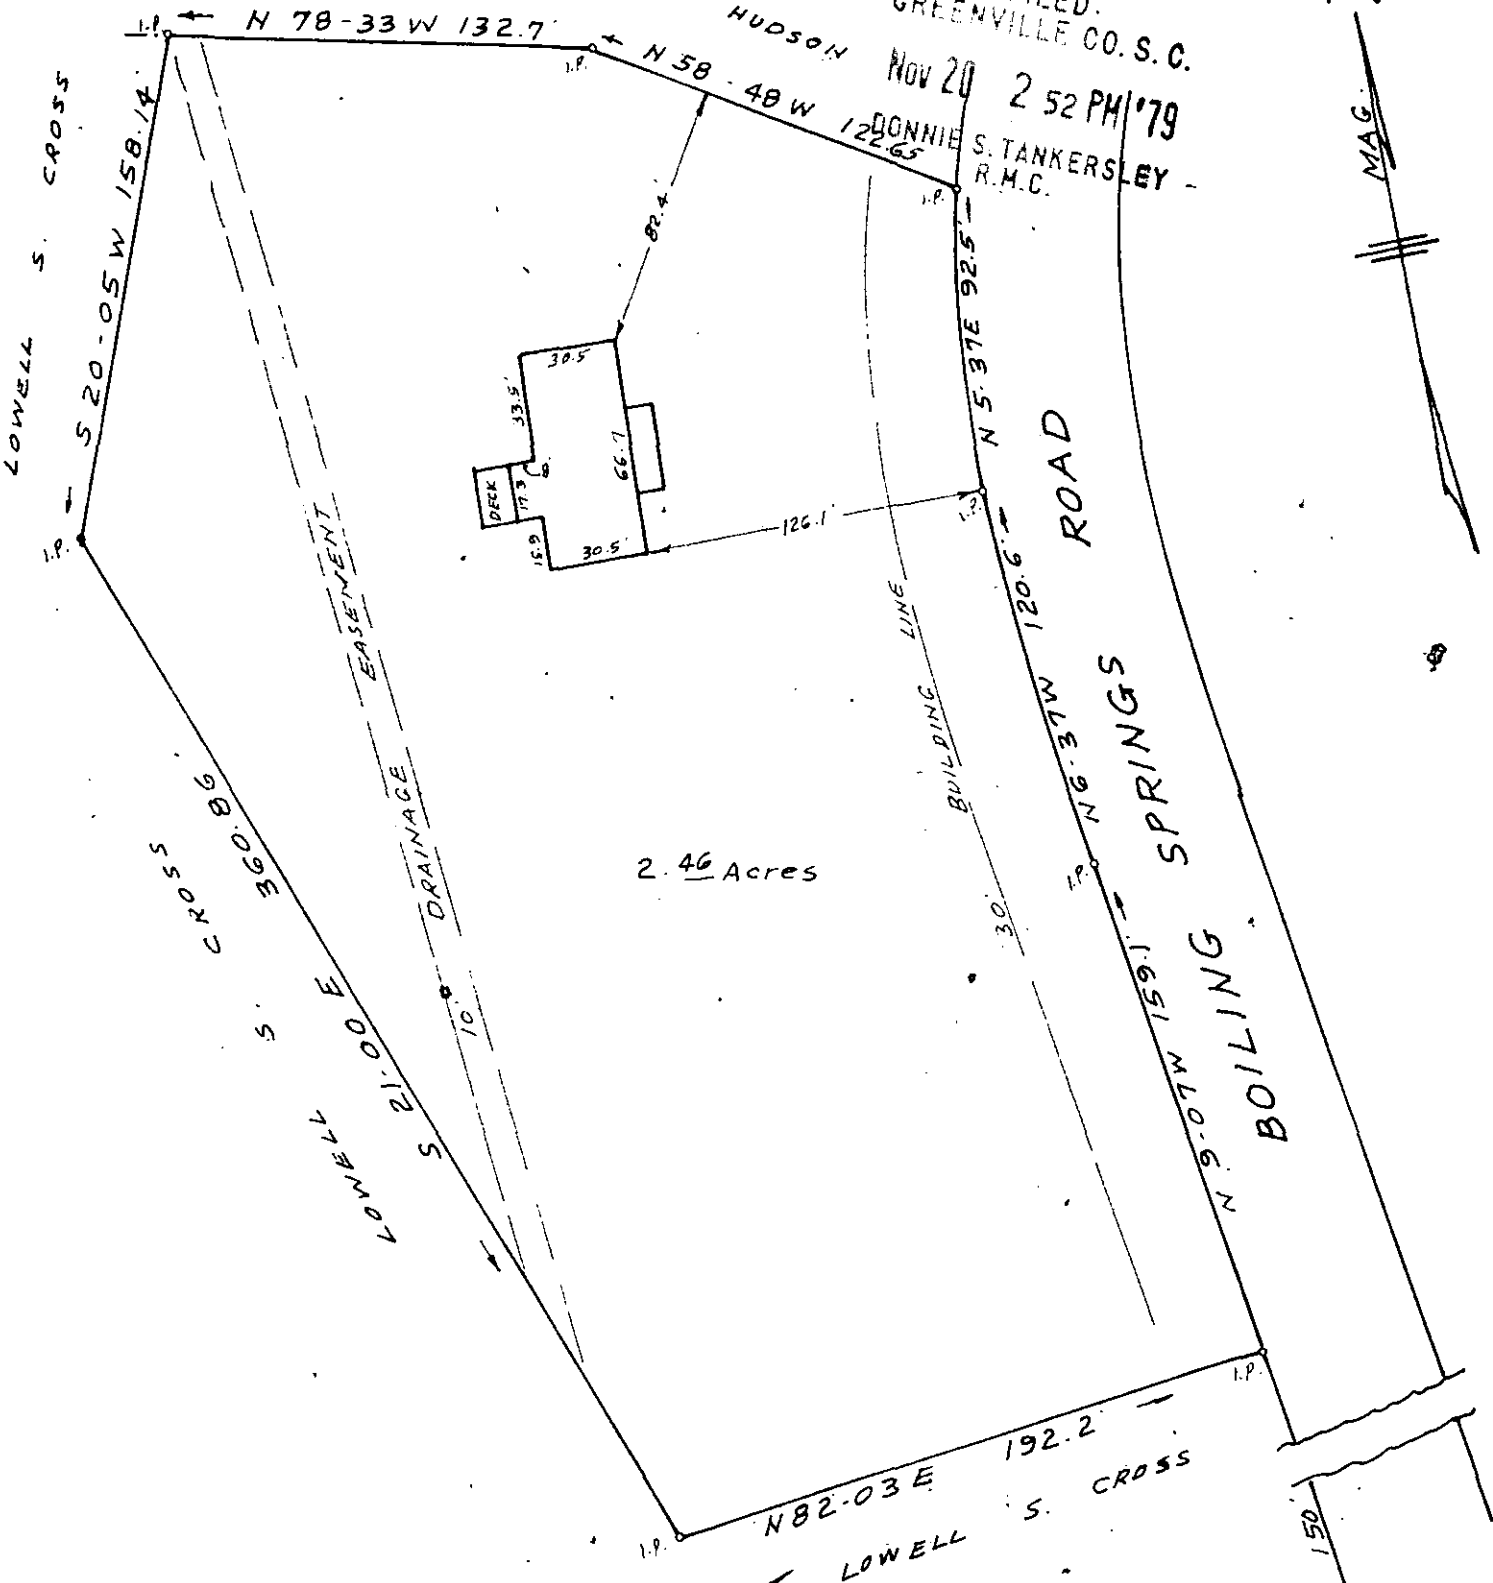 GREENVILLE CO. S. C.
HUDSON
Nov 20 2 52 PM '79
DONNIE S. TANKERSLEY
R.M.C.
MAG.
I.P.
N 78-33 W 132.7'
I.P.
N 58-48 W 122.65
I.P.
LOWELL S. CROSS
S 20-05 W 158.14'
82.4'
N 5-37 E 92.5'
30.5'
33.5'
66.7
8.
DECK
17.3
15.9
30.5'
126.1'
I.P.
I.P.
ROAD
N 6-37 W 120.6'
10' DRAINAGE EASEMENT
30' BUILDING LINE
2.46 Acres
I.P.
BOILING SPRINGS
N 9-07 W 159.1'
S 21-00 E 360.86
LOWELL S. CROSS
I.P.
N 82-03 E 192.2'
I.P.
LOWELL S. CROSS
150'